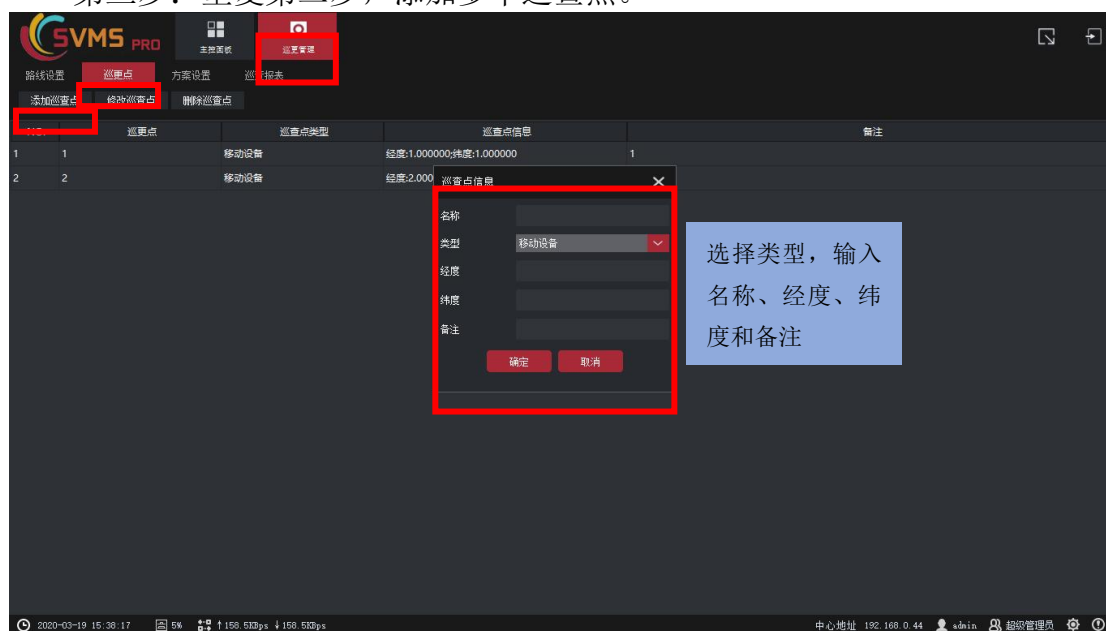 SVMS PRO
主控面板
巡更管理
路线设置 巡更点 方案设置
添加巡查点 修改巡查点 删除巡查点
巡更点 巡查点类型 巡查点信息 备注
1 1 移动设备 经度:1.000000;纬度:1.000000 1
2 2 移动设备 经度:2.000
巡查点信息
名称
类型 移动设备
经度
纬度
备注
确定 取消
选择类型，输入
名称、经度、纬
度和备注
2020-03-19 15:38:17 5% ↑158.5KBps ↓158.5KBps 中心地址 192.168.0.44 admin 超级管理员